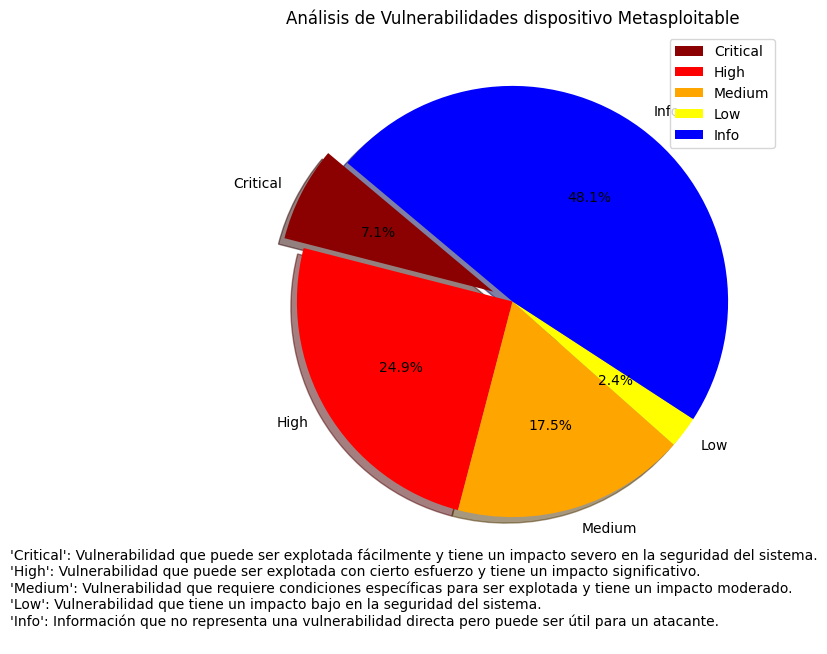 Análisis de Vulnerabilidades dispositivo Metasploitable
Critical
High
Medium
Low
Info
Info
Critical
48.1%
7.1%
24.9%
2.4%
17.5%
High
Low
Medium
'Critical': Vulnerabilidad que puede ser explotada fácilmente y tiene un impacto severo en la seguridad del sistema.
'High': Vulnerabilidad que puede ser explotada con cierto esfuerzo y tiene un impacto significativo.
'Medium': Vulnerabilidad que requiere condiciones específicas para ser explotada y tiene un impacto moderado.
'Low': Vulnerabilidad que tiene un impacto bajo en la seguridad del sistema.
'Info': Información que no representa una vulnerabilidad directa pero puede ser útil para un atacante.